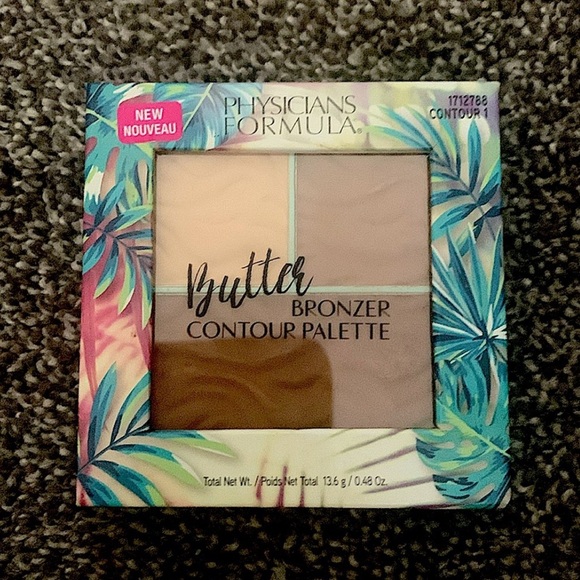 NEW
NOUVEAU
PHYSICIANS
FORMULA®
1712788
CONTOUR 1
Butter
BRONZER
CONTOUR PALETTE
Total Net Wt. / Poids Net Total 13.6 g / 0.48 Oz.